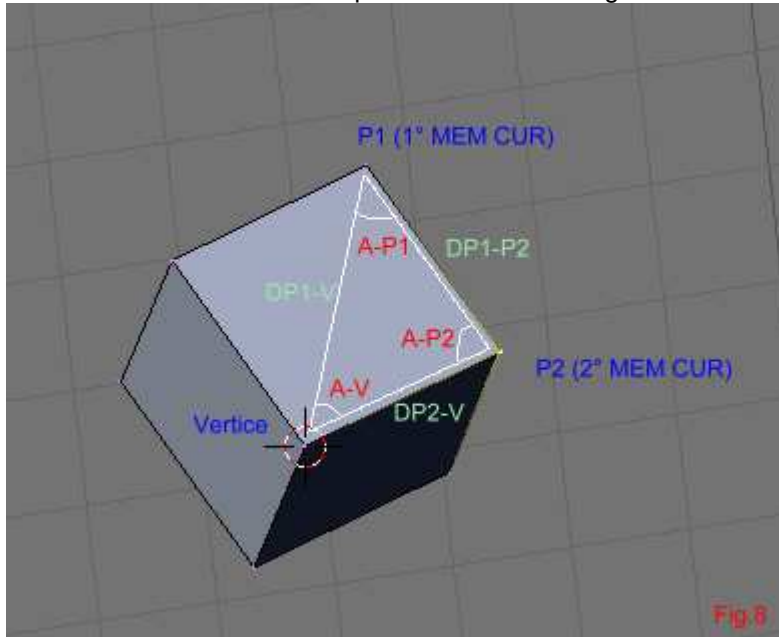 P1 (1° MEM CUR)
A-P1
DP1-P2
DP1-V
A-P2
P2 (2° MEM CUR)
A-V
DP2-V
Vertice
Fig.8